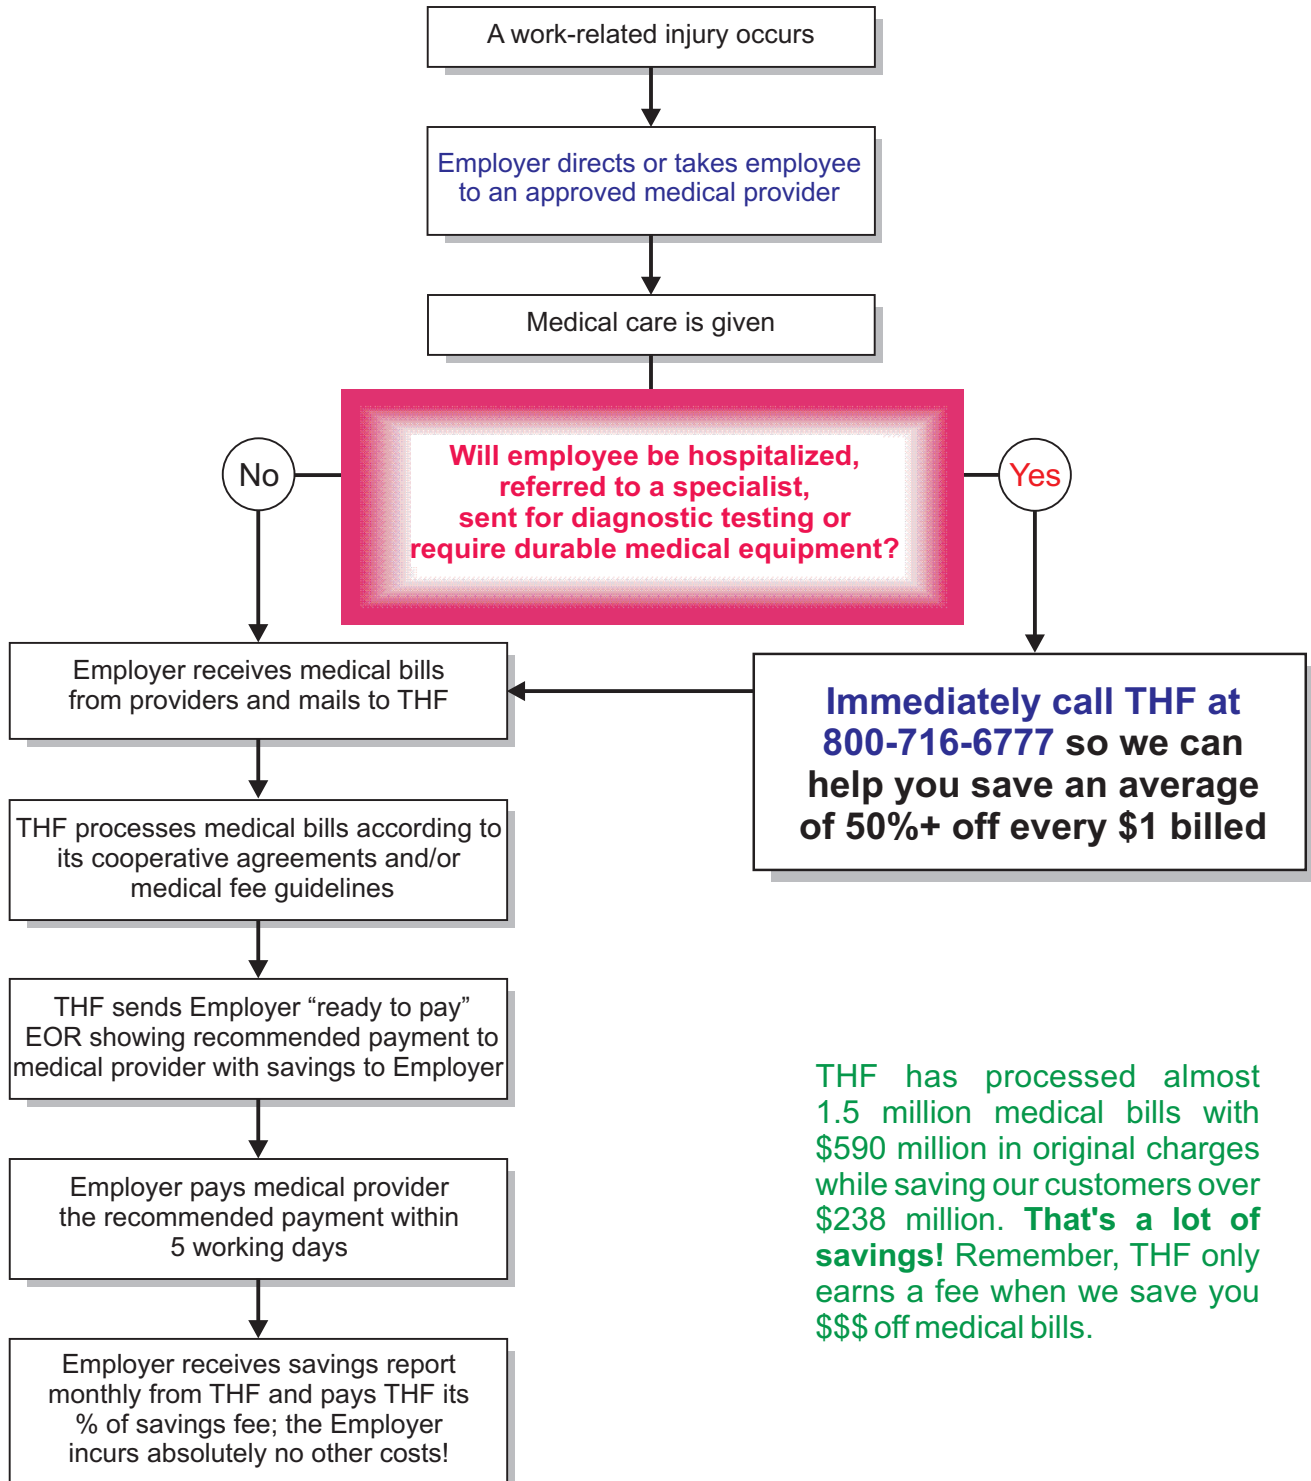 A work-related injury occurs
Employer directs or takes employee
to an approved medical provider
Medical care is given
Will employee be hospitalized,
referred to a specialist,
sent for diagnostic testing or
require durable medical equipment?
No
Yes
Employer receives medical bills
from providers and mails to THF
Immediately call THF at
800-716-6777 so we can
help you save an average
of 50%+ off every $1 billed
THF processes medical bills according to
its cooperative agreements and/or
medical fee guidelines
THF sends Employer “ready to pay”
EOR showing recommended payment to
medical provider with savings to Employer
Employer pays medical provider
the recommended payment within
5 working days
Employer receives savings report
monthly from THF and pays THF its
% of savings fee; the Employer
incurs absolutely no other costs!
THF has processed almost
1.5 million medical bills with
$590 million in original charges
while saving our customers over
$238 million. That's a lot of
savings! Remember, THF only
earns a fee when we save you
$$$ off medical bills.